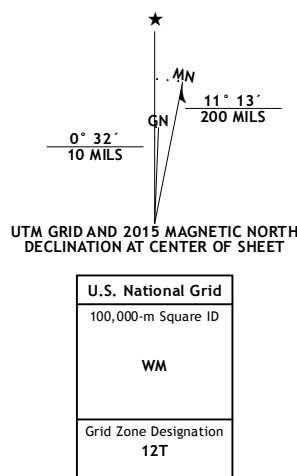 MN
11° 13´
200 MILS
GN
0° 32´
10 MILS
UTM GRID AND 2015 MAGNETIC NORTH
DECLINATION AT CENTER OF SHEET
U.S. National Grid
100,000-m Square ID
WM
Grid Zone Designation
12T